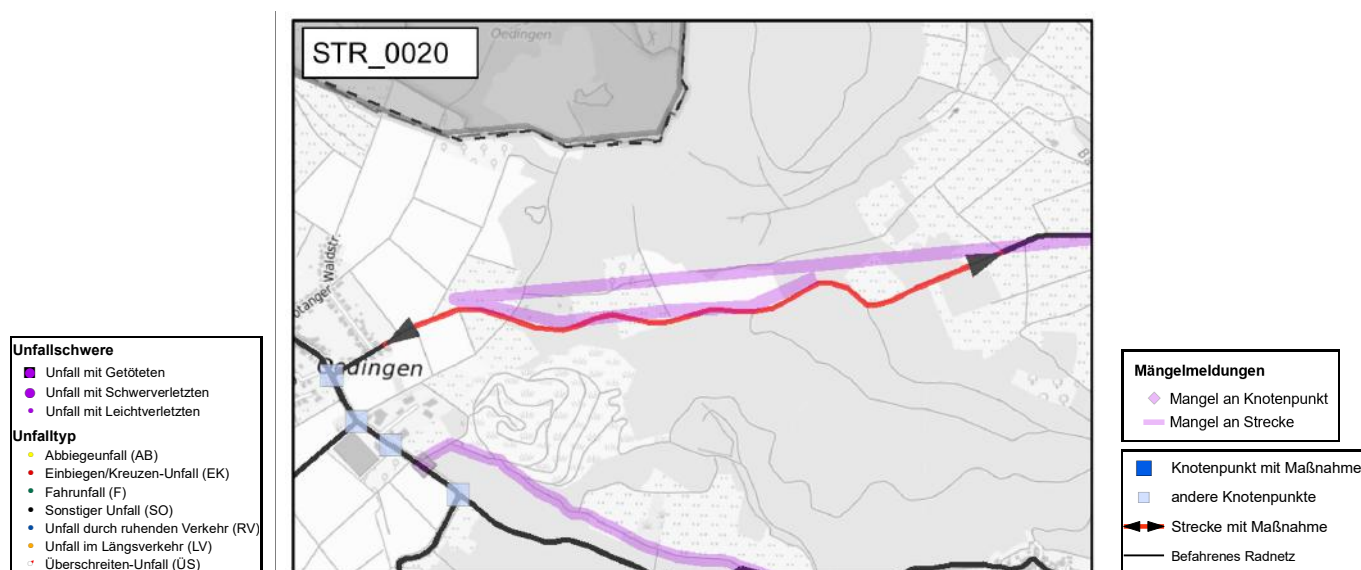 Oedingen
STR_0020
Oedingen
Unfallschwere
Unfall mit Getöteten
Unfall mit Schwerverletzten
Unfall mit Leichtverletzten
Unfalltyp
Abbiegeunfall (AB)
Einbiegen/Kreuzen-Unfall (EK)
Fahrunfall (F)
Sonstiger Unfall (SO)
Unfall durch ruhenden Verkehr (RV)
Unfall im Längsverkehr (LV)
Überschreiten-Unfall (ÜS)
Mängelmeldungen
Mangel an Knotenpunkt
Mangel an Strecke
Knotenpunkt mit Maßnahme
andere Knotenpunkte
Strecke mit Maßnahme
Befahrenes Radnetz